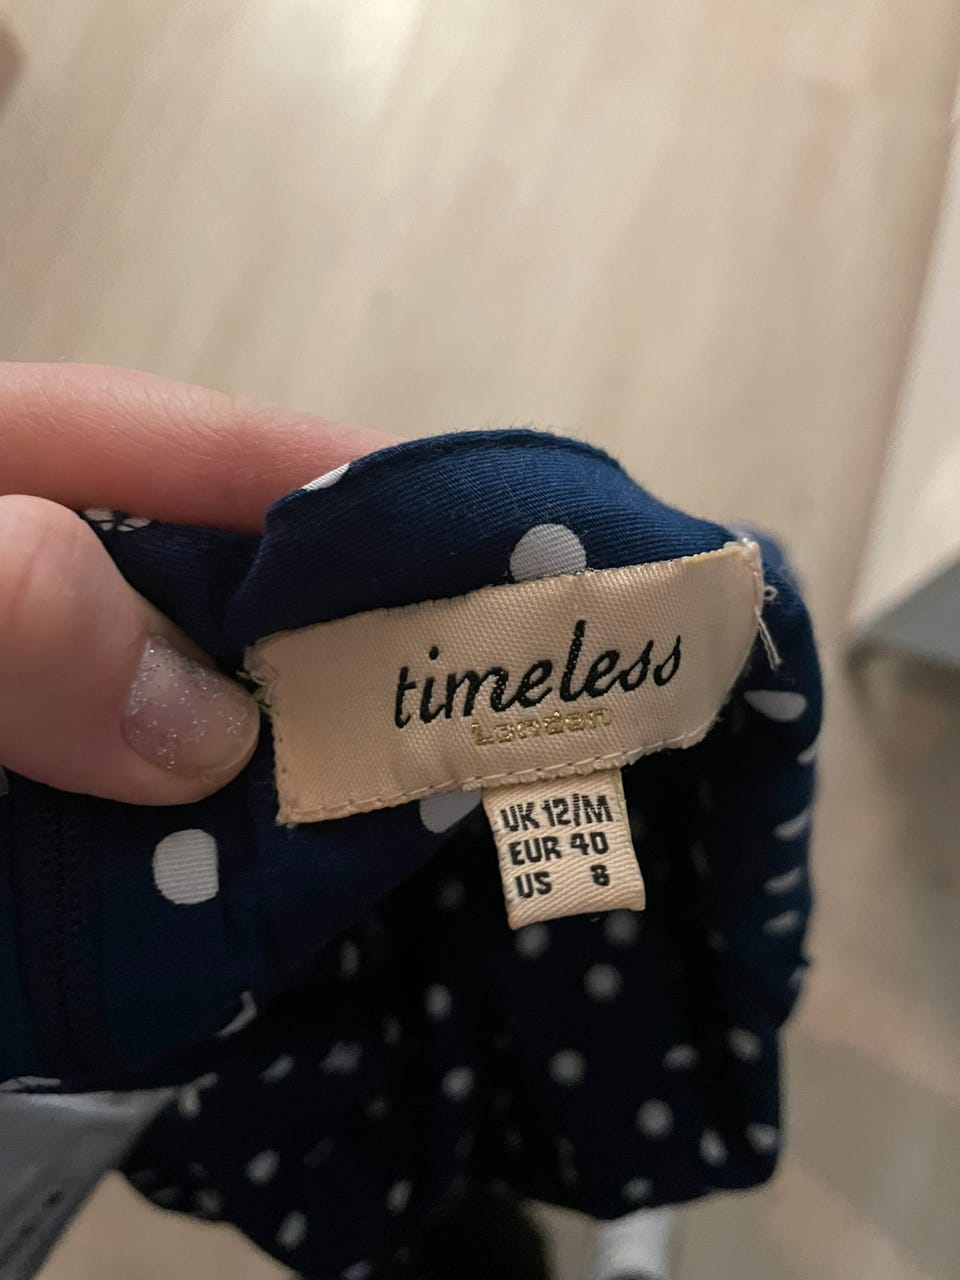 timeless
London
UK 12/M
EUR 40
US 8